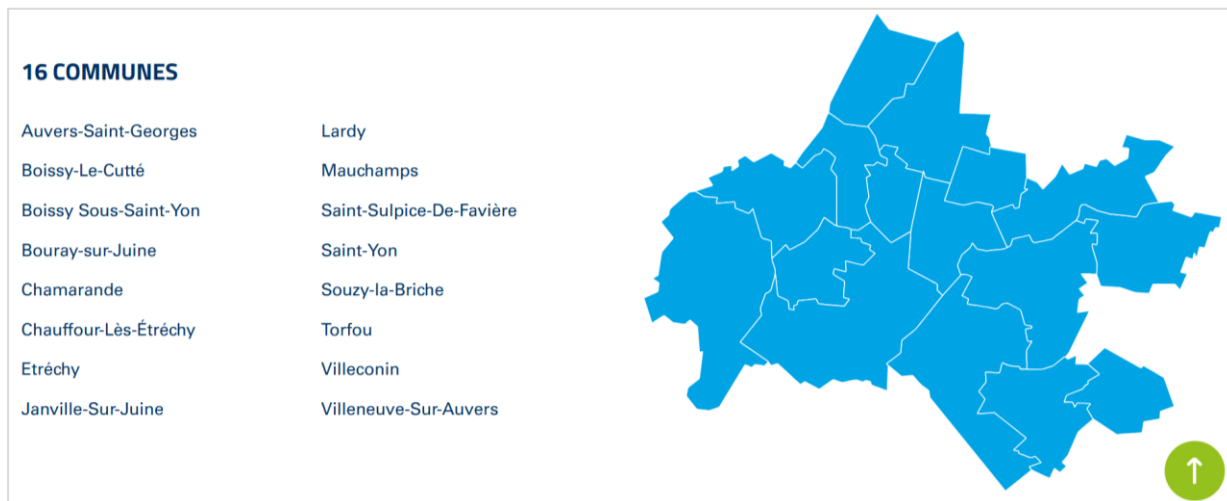 16 COMMUNES
Auvers-Saint-Georges
Boissy-Le-Cutté
Boissy Sous-Saint-Yon
Bouray-sur-Juine
Chamarande
Chauffour-Lès-Étréchy
Etréchy
Janville-Sur-Juine
Lardy
Mauchamps
Saint-Sulpice-De-Favière
Saint-Yon
Souzy-la-Briche
Torfou
Villeconin
Villeneuve-Sur-Auvers